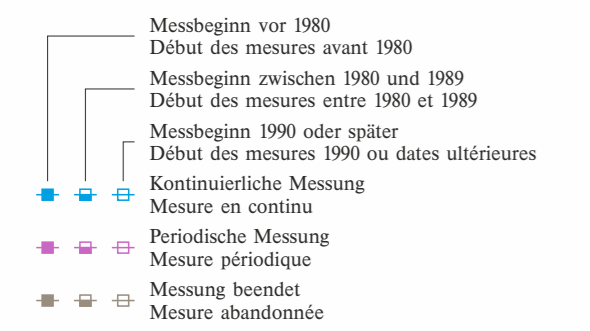 Messbeginn vor 1980
Début des mesures avant 1980
Messbeginn zwischen 1980 und 1989
Début des mesures entre 1980 et 1989
Messbeginn 1990 oder später
Début des mesures 1990 ou dates ultérieures
Kontinuierliche Messung
Mesure en continu
Periodische Messung
Mesure périodique
Messung beendet
Mesure abandonnée